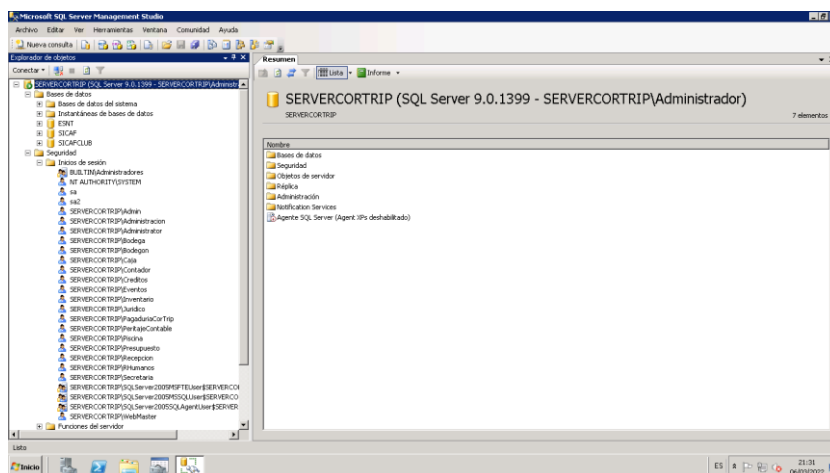 Microsoft SQL Server Management Studio
Archivo Editar Ver Herramientas Ventana Comunidad Ayuda
Nueva consulta
Explorador de objetos
Conectar
SERVERCORTRIP (SQL Server 9.0.1399 - SERVERCORTRIP\Administr
Bases de datos
Bases de datos del sistema
Instantáneas de bases de datos
ESNT
SICAF
SICAFCLUB
Seguridad
Inicios de sesión
BUILTIN\Administradores
NT AUTHORITY\SYSTEM
sa
sa2
SERVERCORTRIP\Admin
SERVERCORTRIP\Administracion
SERVERCORTRIP\Administrator
SERVERCORTRIP\Bodega
SERVERCORTRIP\Bodegon
SERVERCORTRIP\Caja
SERVERCORTRIP\Contador
SERVERCORTRIP\Creditos
SERVERCORTRIP\Eventos
SERVERCORTRIP\Inventario
SERVERCORTRIP\Juridico
SERVERCORTRIP\PagaduriaCorTrip
SERVERCORTRIP\PeritajeContable
SERVERCORTRIP\Piscina
SERVERCORTRIP\Presupuesto
SERVERCORTRIP\Recepcion
SERVERCORTRIP\RHumanos
SERVERCORTRIP\Secretaria
SERVERCORTRIP\SQLServer2005MSFTEUser$SERVERCOI
SERVERCORTRIP\SQLServer2005MSSQLUser$SERVERCO
SERVERCORTRIP\SQLServer2005SQLAgentUser$SERVER
SERVERCORTRIP\WebMaster
Funciones del servidor
Resumen
Lista Informe
SERVERCORTRIP (SQL Server 9.0.1399 - SERVERCORTRIP\Administrador)
SERVERCORTRIP 7 elementos
Nombre
Bases de datos
Seguridad
Objetos de servidor
Réplica
Administración
Notification Services
Agente SQL Server (Agent XPs deshabilitado)
Listo
Inicio
ES
21:31
06/03/2022